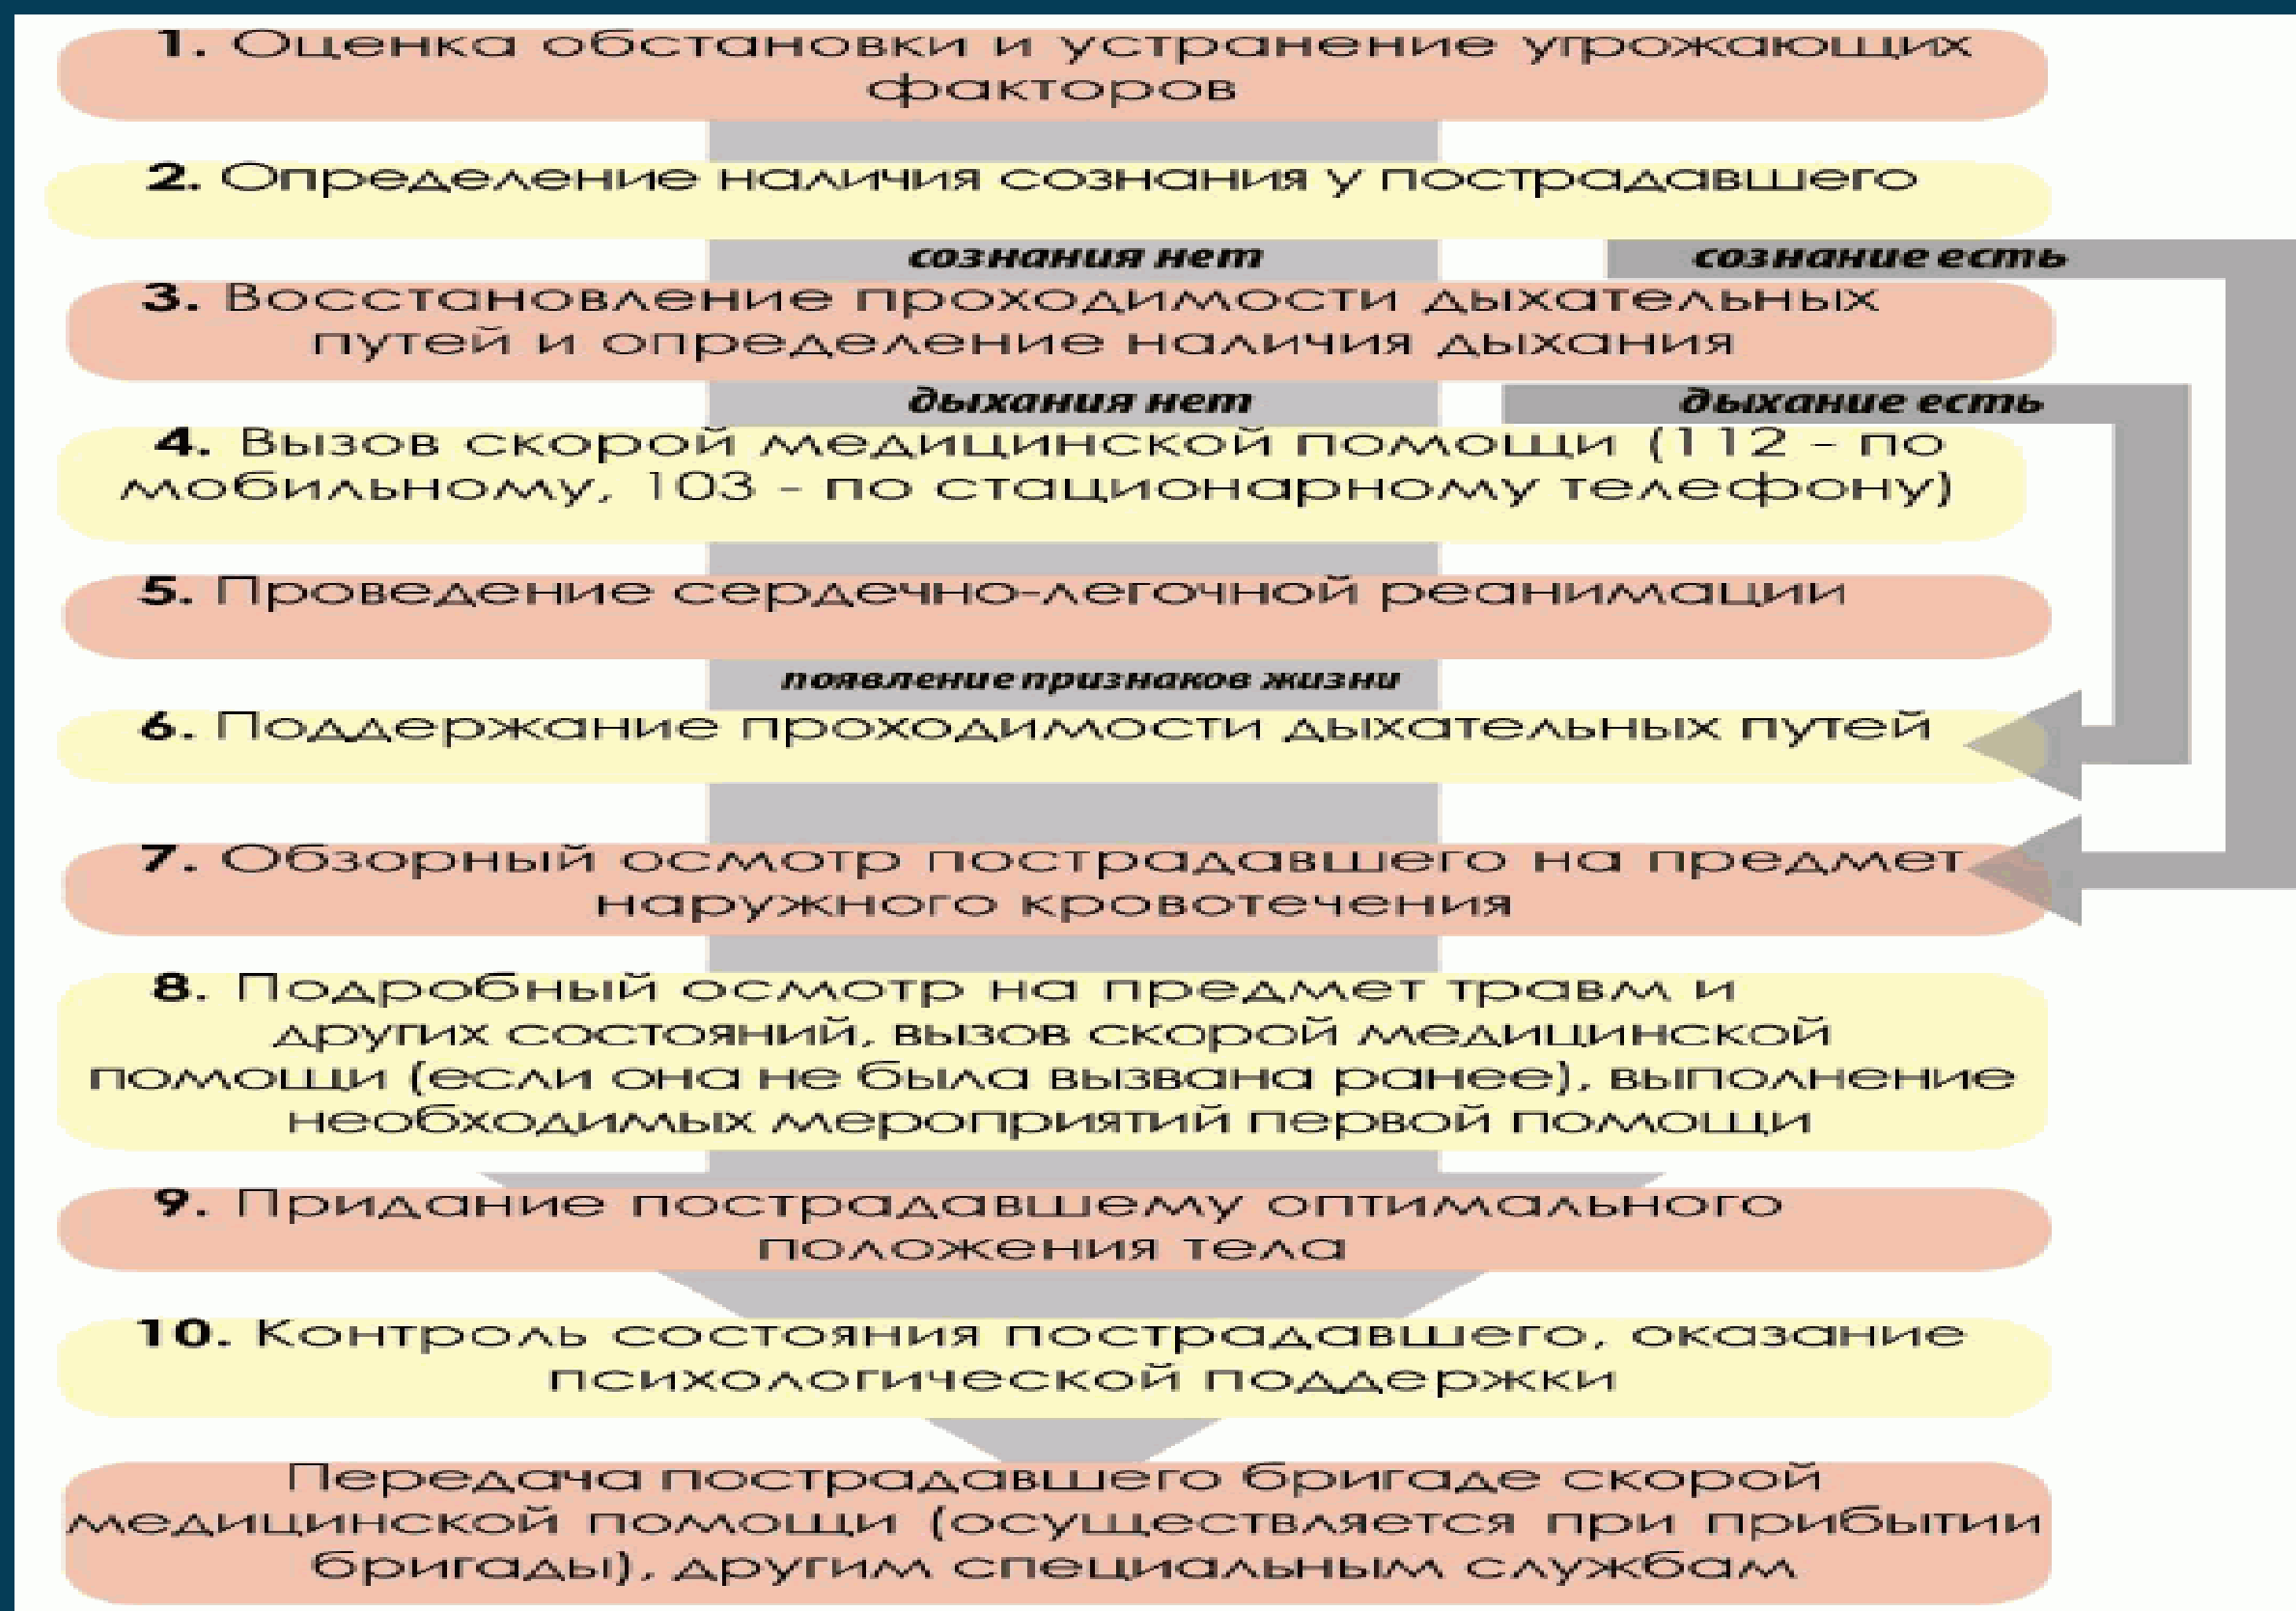 1. Оценка обстановки и устранение угрожающих
факторов
2. Определение наличия сознания у пострадавшего
сознания нет
сознание есть
3. Восстановление проходимости дыхательных
путей и определение наличия дыхания
дыхания нет
дыхание есть
4. Вызов скорой медицинской помощи (112 – по
мобильному, 103 – по стационарному телефону)
5. Проведение сердечно-легочной реанимации
появление признаков жизни
6. Поддержание проходимости дыхательных путей
7. Обзорный осмотр пострадавшего на предмет
наружного кровотечения
8. Подробный осмотр на предмет травм и
других состояний, вызов скорой медицинской
помощи (если она не была вызвана ранее), выполнение
необходимых мероприятий первой помощи
9. Придание пострадавшему оптимального
положения тела
10. Контроль состояния пострадавшего, оказание
психологической поддержки
Передача пострадавшего бригаде скорой
медицинской помощи (осуществляется при прибытии
бригады), другим специальным службам